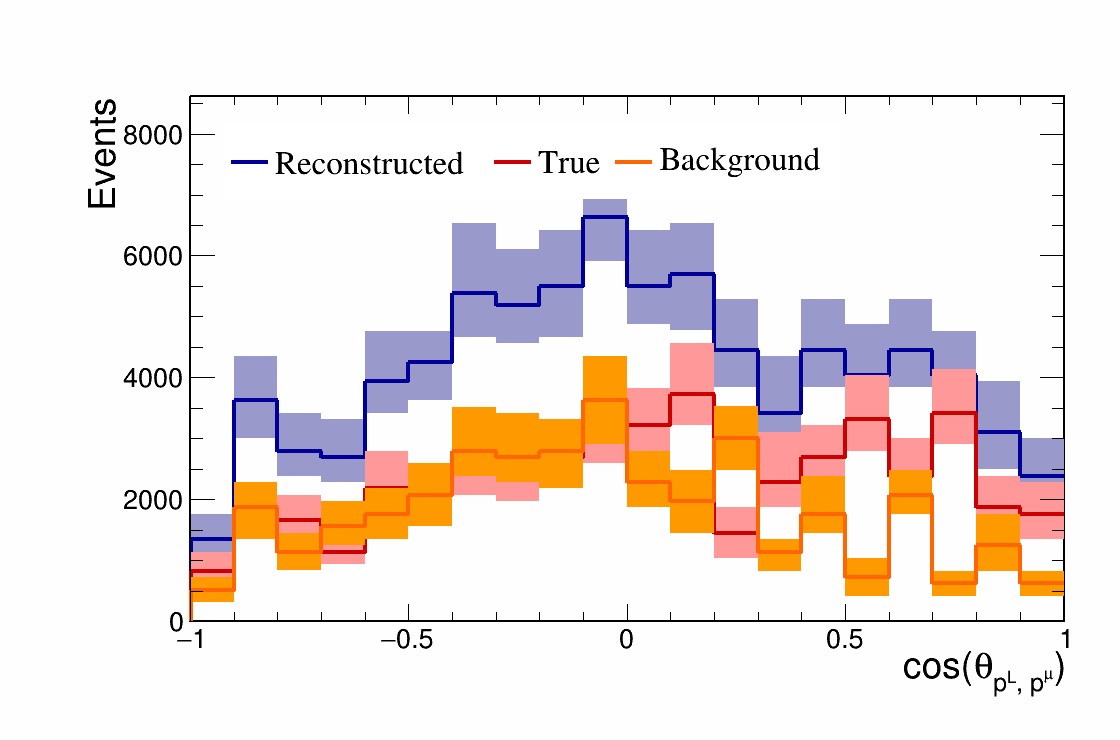 Events
8000
6000
4000
2000
0
Reconstructed True Background
−1 −0.5 0 0.5 1
cos(θ_{p^L, p^μ})